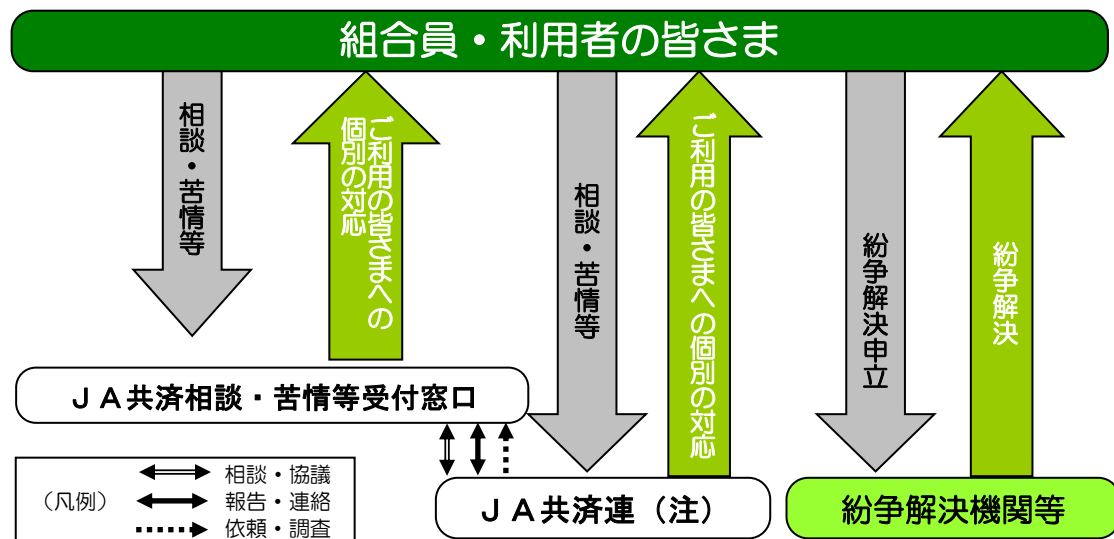 組合員・利用者の皆さま
相談・苦情等
ご利用の皆さまへの
個別の対応
相談・苦情等
ご利用の皆さまへの個別の対応
紛争解決申立
紛争解決
ＪＡ共済相談・苦情等受付窓口
（凡例）
相談・協議
報告・連絡
依頼・調査
ＪＡ共済連（注）
紛争解決機関等